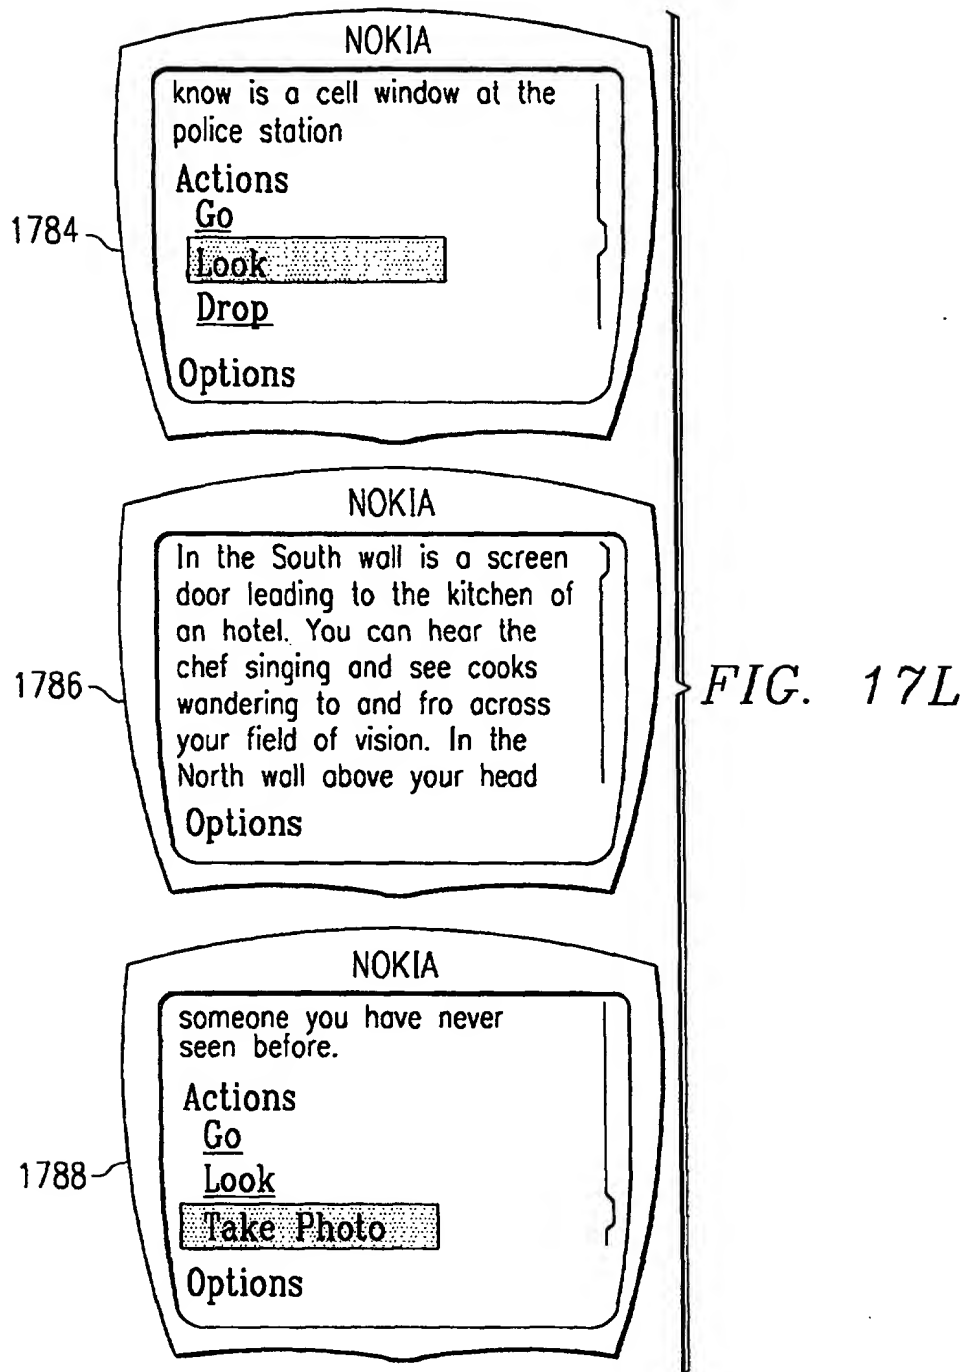 NOKIA
know is a cell window at the
police station
Actions
Go
1784
Look
Drop
Options
NOKIA
In the South wall is a screen
door leading to the kitchen of
an hotel. You can hear the
chef singing and see cooks
1786
wandering to and fro across
your field of vision. In the
North wall above your head
Options
FIG. 17L
NOKIA
someone you have never
seen before.
Actions
Go
1788
Look
Take Photo
Options